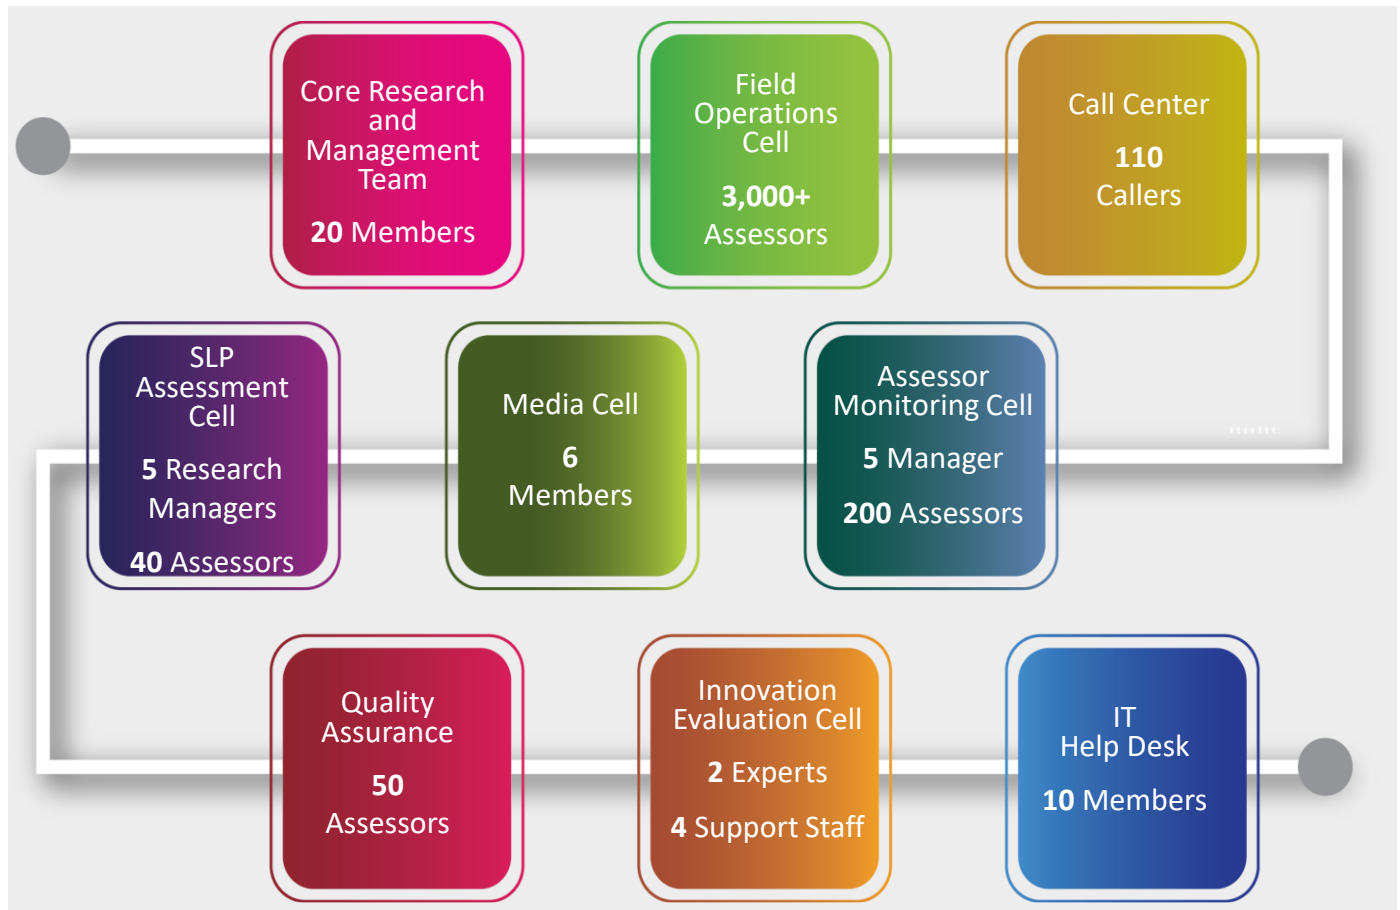 Core Research
and
Management
Team
20 Members
Field
Operations
Cell
3,000+
Assessors
Call Center
110
Callers
SLP
Assessment
Cell
5 Research
Managers
40 Assessors
Media Cell
6
Members
Assessor
Monitoring Cell
5 Manager
200 Assessors
Quality
Assurance
50
Assessors
Innovation
Evaluation Cell
2 Experts
4 Support Staff
IT
Help Desk
10 Members